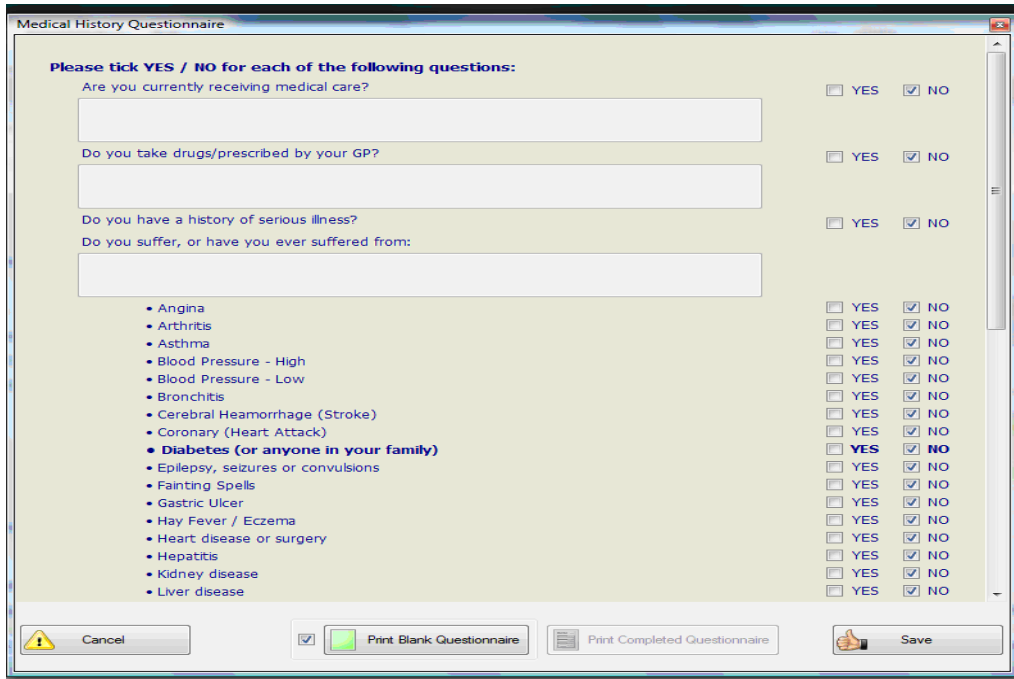 Medical History Questionnaire
Please tick YES / NO for each of the following questions:
Are you currently receiving medical care? YES NO
Do you take drugs/prescribed by your GP? YES NO
Do you have a history of serious illness? YES NO
Do you suffer, or have you ever suffered from:
• Angina YES NO
• Arthritis YES NO
• Asthma YES NO
• Blood Pressure - High YES NO
• Blood Pressure - Low YES NO
• Bronchitis YES NO
• Cerebral Heamorrhage (Stroke) YES NO
• Coronary (Heart Attack) YES NO
• Diabetes (or anyone in your family) YES NO
• Epilepsy, seizures or convulsions YES NO
• Fainting Spells YES NO
• Gastric Ulcer YES NO
• Hay Fever / Eczema YES NO
• Heart disease or surgery YES NO
• Hepatitis YES NO
• Kidney disease YES NO
• Liver disease YES NO
Cancel Print Blank Questionnaire Print Completed Questionnaire Save